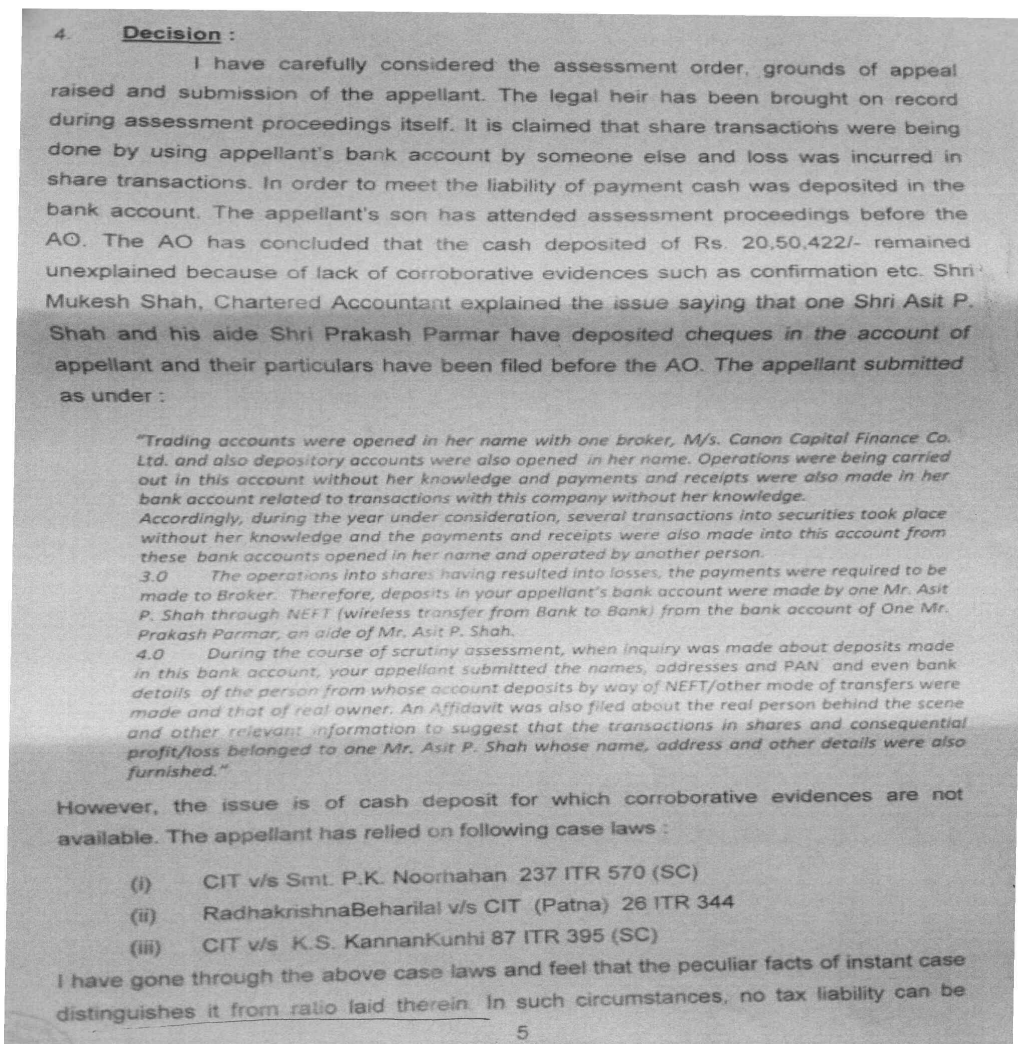 4. Decision :
I have carefully considered the assessment order, grounds of appeal
raised and submission of the appellant. The legal heir has been brought on record
during assessment proceedings itself. It is claimed that share transactions were being
done by using appellant's bank account by someone else and loss was incurred in
share transactions. In order to meet the liability of payment cash was deposited in the
bank account. The appellant's son has attended assessment proceedings before the
AO. The AO has concluded that the cash deposited of Rs. 20,50,422/- remained
unexplained because of lack of corroborative evidences such as confirmation etc. Shri
Mukesh Shah, Chartered Accountant explained the issue saying that one Shri Asit P.
Shah and his aide Shri Prakash Parmar have deposited cheques in the account of
appellant and their particulars have been filed before the AO. The appellant submitted
as under :
"Trading accounts were opened in her name with one broker, M/s. Canon Capital Finance Co.
Ltd. and also depository accounts were also opened in her name. Operations were being carried
out in this account without her knowledge and payments and receipts were also made in her
bank account related to transactions with this company without her knowledge.
Accordingly, during the year under consideration, several transactions into securities took place
without her knowledge and the payments and receipts were also made into this account from
these bank accounts opened in her name and operated by another person.
3.0 The operations into shares having resulted into losses, the payments were required to be
made to Broker. Therefore, deposits in your appellant's bank account were made by one Mr. Asit
P. Shah through NEFT (wireless transfer from Bank to Bank) from the bank account of One Mr.
Prakash Parmar, an aide of Mr. Asit P. Shah.
4.0 During the course of scrutiny assessment, when inquiry was made about deposits made
in this bank account, your appellant submitted the names, addresses and PAN and even bank
details of the person from whose account deposits by way of NEFT/other mode of transfers were
made and that of real owner. An Affidavit was also filed about the real person behind the scene
and other relevant information to suggest that the transactions in shares and consequential
profit/loss belonged to one Mr. Asit P. Shah whose name, address and other details were also
furnished."
However, the issue is of cash deposit for which corroborative evidences are not
available. The appellant has relied on following case laws :
(i) CIT v/s Smt. P.K. Noorhahan 237 ITR 570 (SC)
(ii) RadhakrishnaBeharilal v/s CIT (Patna) 26 ITR 344
(iii) CIT v/s K.S. KannanKunhi 87 ITR 395 (SC)
I have gone through the above case laws and feel that the peculiar facts of instant case
distinguishes it from ratio laid therein. In such circumstances, no tax liability can be
5